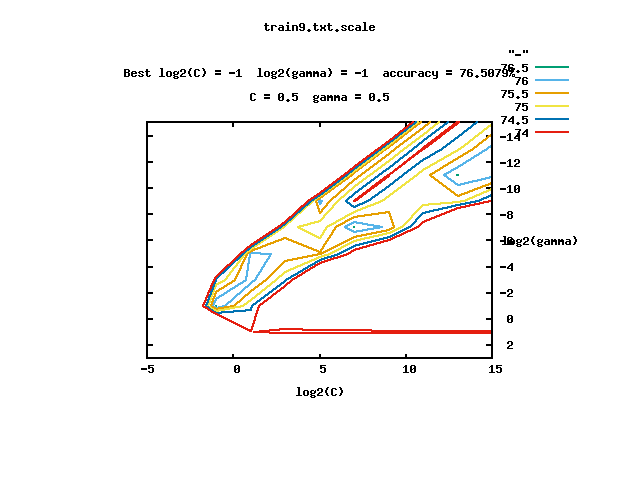 train9.txt.scale
"-"
Best log2(C) = -1 log2(gamma) = -1 accuracy = 76.5079%
76.5
76
C = 0.5 gamma = 0.5
75.5
75
74.5
74
-14
-12
-10
-8
-6
log2(gamma)
-4
-2
0
2
-5 0 5 10 15
log2(C)